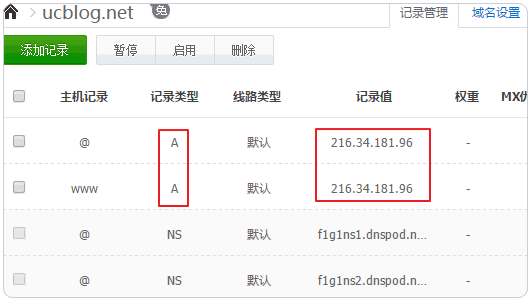 ucblog.net 免
记录管理 域名设置
添加记录 暂停 启用 删除
主机记录 记录类型 线路类型 记录值 权重 MX优
@ A 默认 216.34.181.96 -
www A 默认 216.34.181.96 -
@ NS 默认 f1g1ns1.dnspod.n... -
@ NS 默认 f1g1ns2.dnspod.n... -